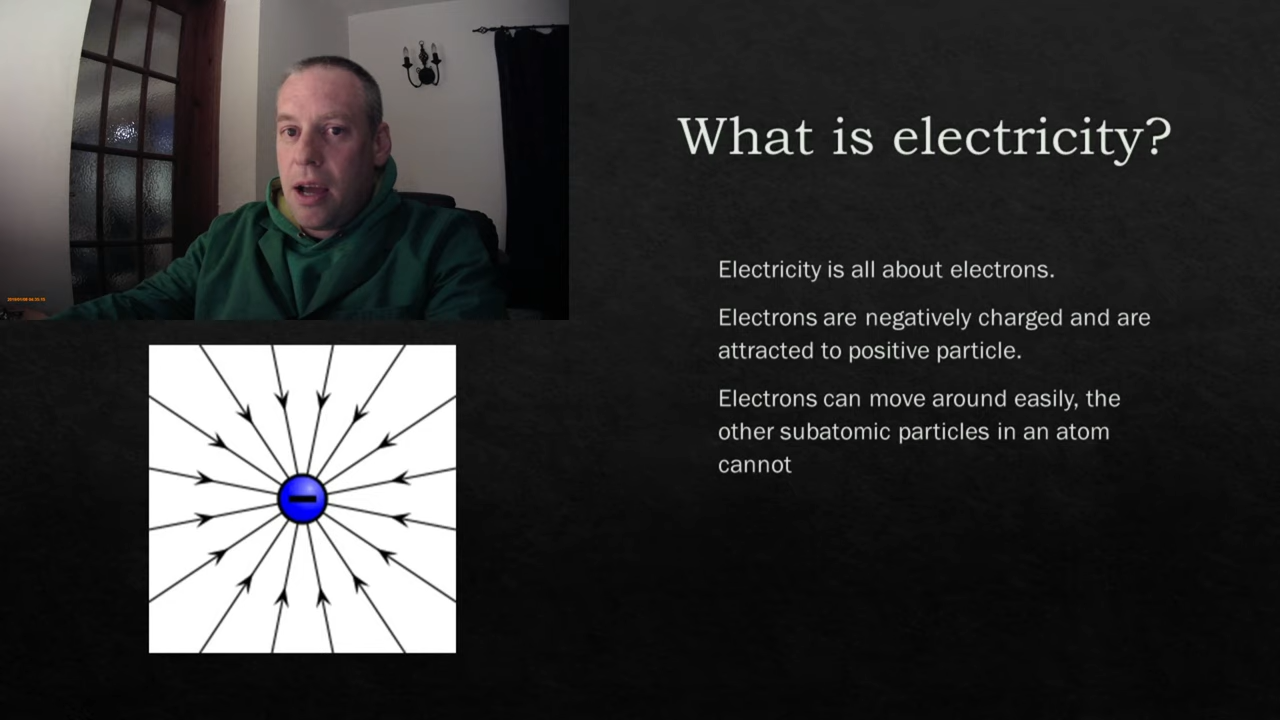 What is electricity?
Electricity is all about electrons.
Electrons are negatively charged and are
attracted to positive particle.
Electrons can move around easily, the
other subatomic particles in an atom
cannot